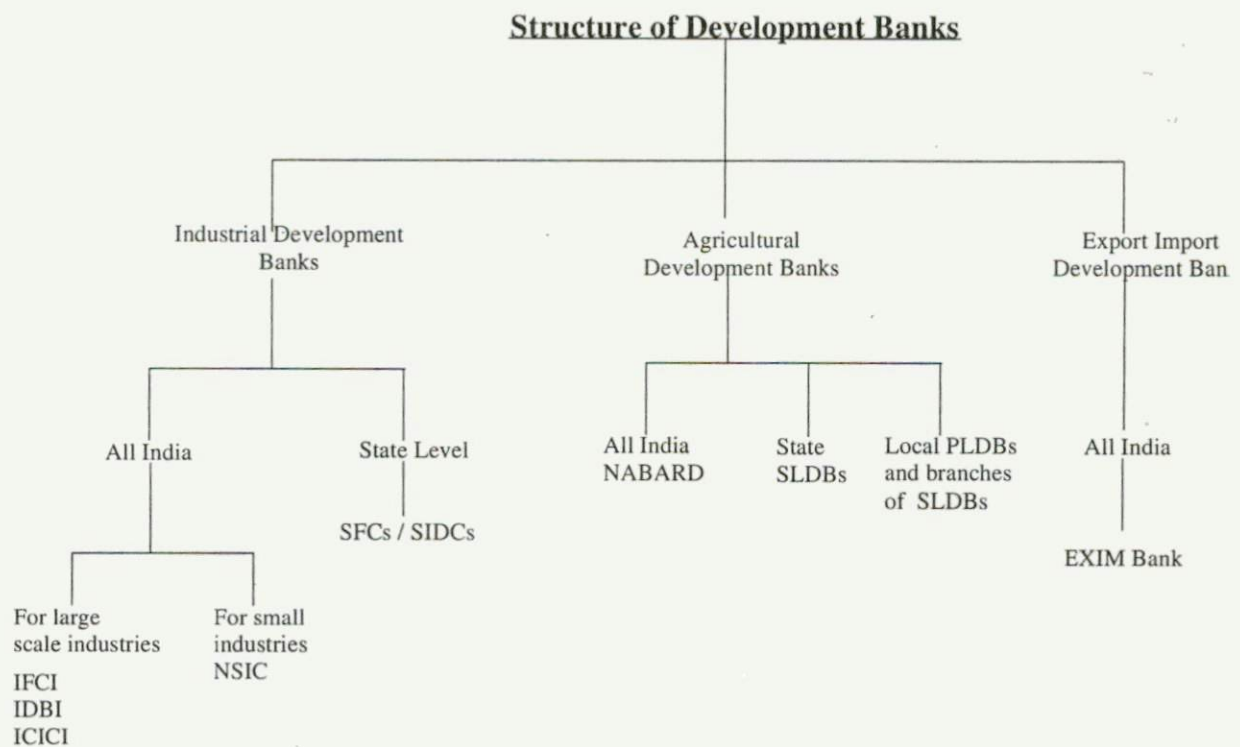 Structure of Development Banks
Industrial Development
Banks
Agricultural
Development Banks
Export Import
Development Ban
All India
State Level
SFCs / SIDCs
For large
scale industries
IFCI
IDBI
ICICI
For small
industries
NSIC
All India
NABARD
State
SLDBs
Local PLDBs
and branches
of SLDBs
All India
EXIM Bank